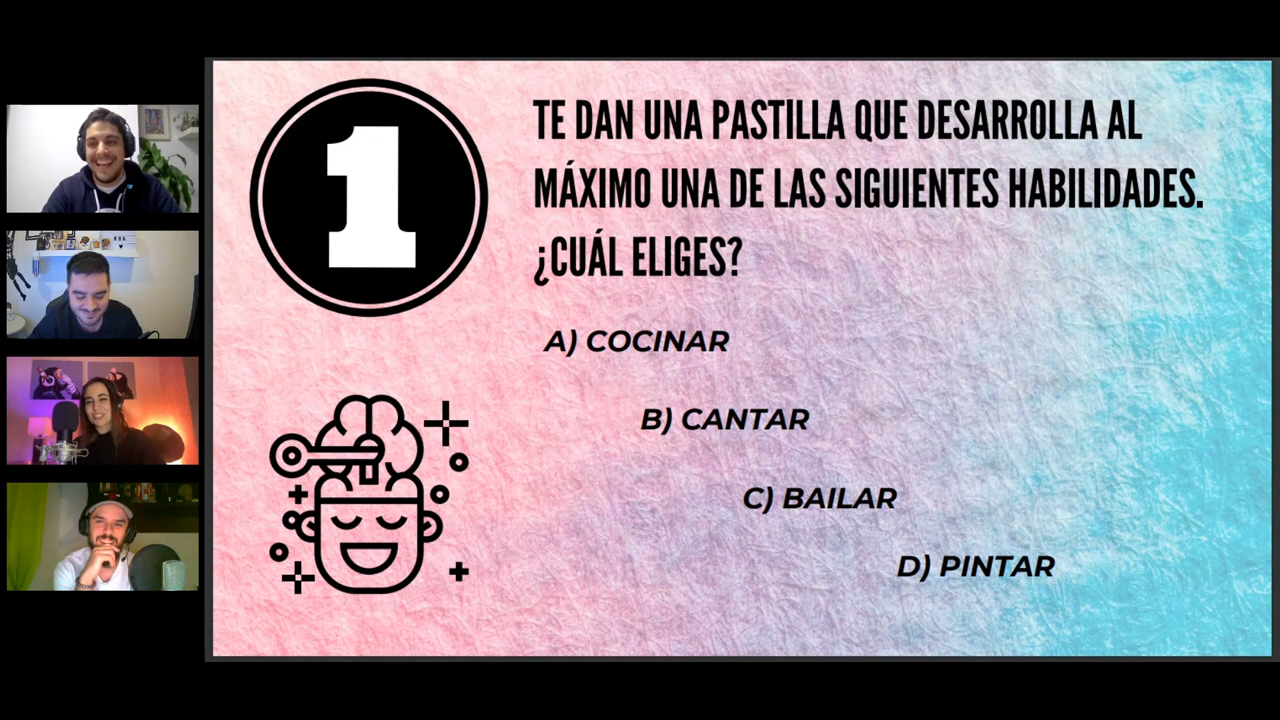 1
TE DAN UNA PASTILLA QUE DESARROLLA AL
MÁXIMO UNA DE LAS SIGUIENTES HABILIDADES.
¿CUÁL ELIGES?
A) COCINAR
B) CANTAR
C) BAILAR
D) PINTAR